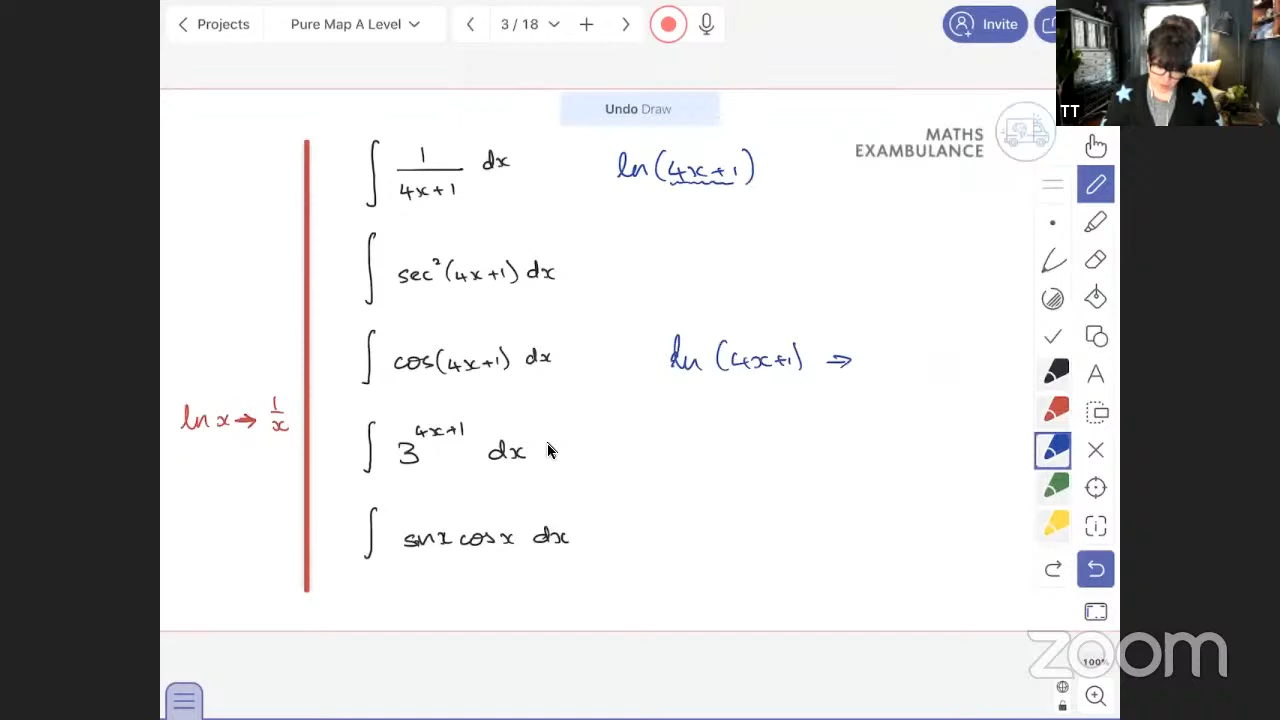 Projects
Pure Map A Level
3 / 18
Invite
TT
Undo Draw
MATHS
EXAMBULANCE
∫ 1/(4x+1) dx
ln(4x+1)
∫ sec²(4x+1) dx
∫ cos(4x+1) dx
ln (4x+1) ⇒
ln x → 1/x
∫ 3^(4x+1) dx
∫ sinx cosx dx
A
zoom
100%